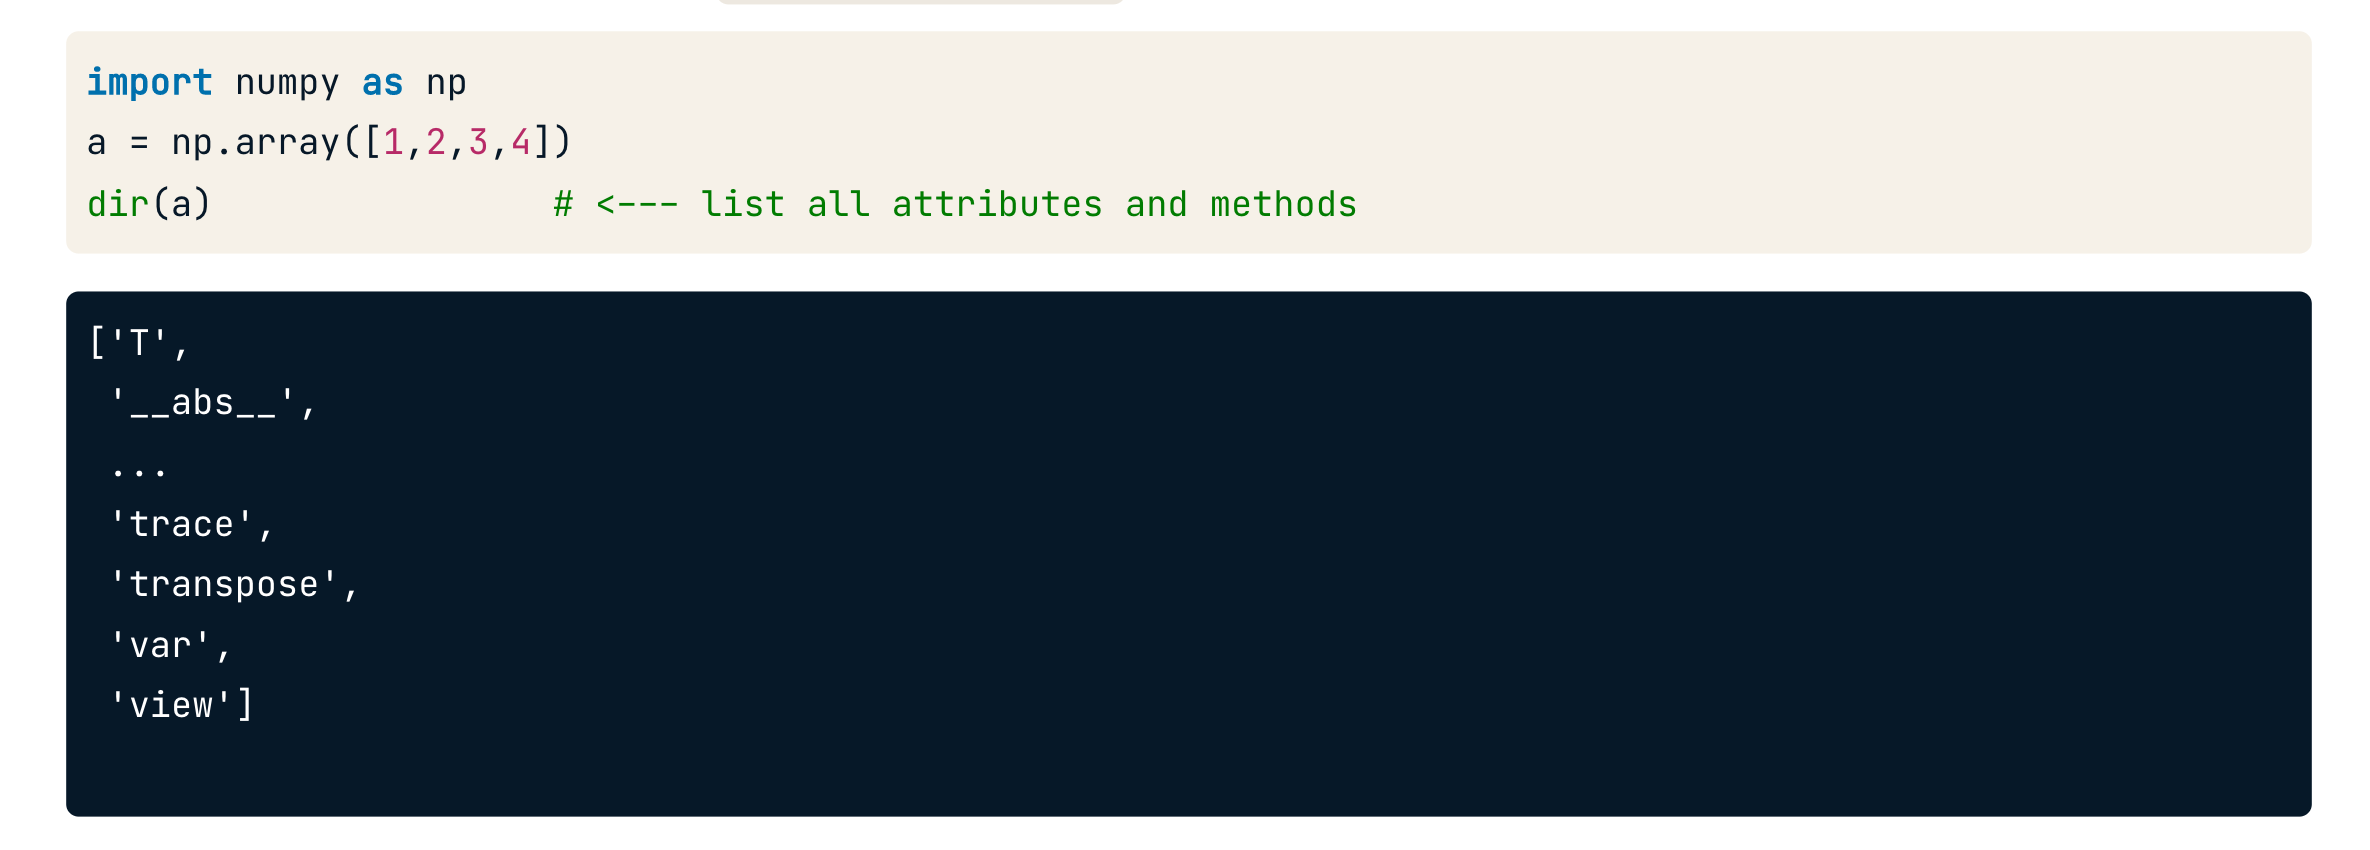 import numpy as np
a = np.array([1,2,3,4])
dir(a)                # <--- list all attributes and methods
['T',
 '__abs__',
 ...
 'trace',
 'transpose',
 'var',
 'view']